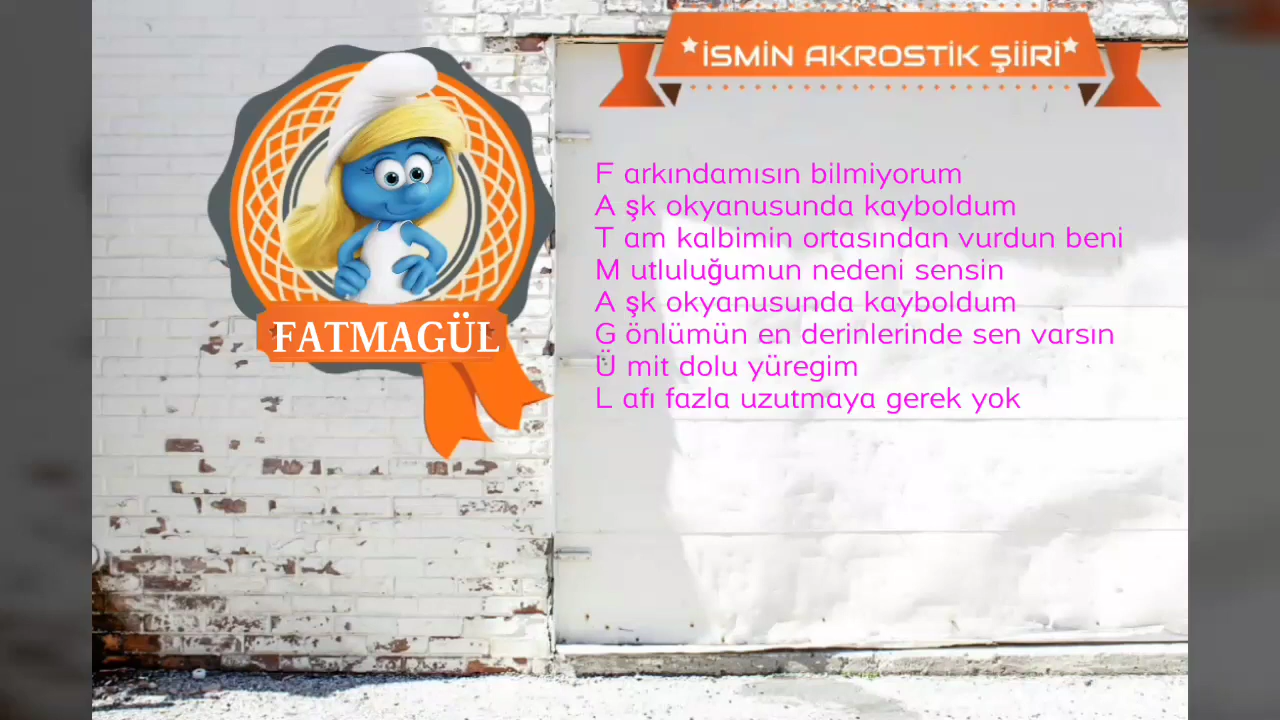 İSMİN AKROSTİK ŞİİRİ
FATMAGÜL
F arkındamısın bilmiyorum
A şk okyanusunda kayboldum
T am kalbimin ortasından vurdun beni
M utluluğumun nedeni sensin
A şk okyanusunda kayboldum
G önlümün en derinlerinde sen varsın
Ü mit dolu yüregim
L afı fazla uzutmaya gerek yok